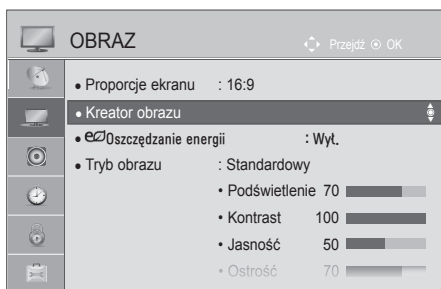 OBRAZ
Przejdź ⊙ OK
• Proporcje ekranu : 16:9
• Kreator obrazu
• Oszczędzanie energii : Wył.
• Tryb obrazu : Standardowy
• Podświetlenie 70
• Kontrast 100
• Jasność 50
• Ostrość 70